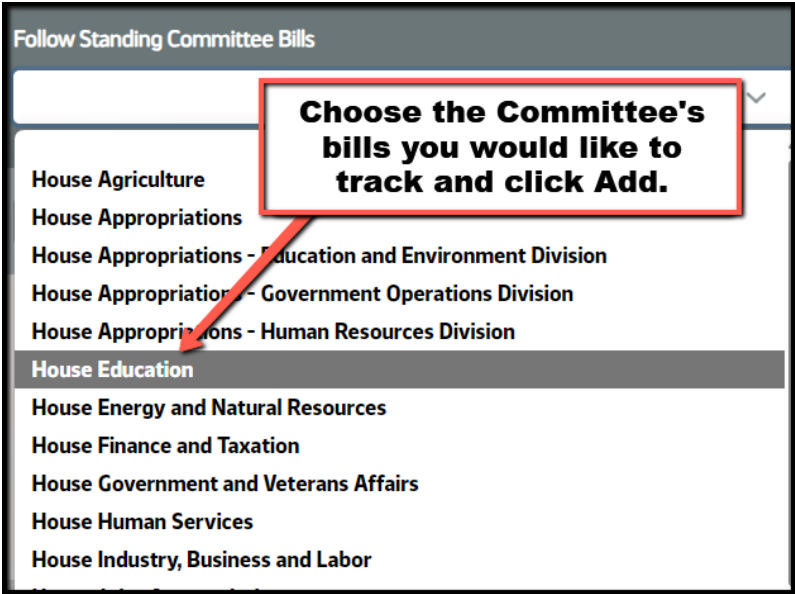 Follow Standing Committee Bills
Choose the Committee's
bills you would like to
track and click Add.
House Agriculture
House Appropriations
House Appropriations - Education and Environment Division
House Appropriations - Government Operations Division
House Appropriations - Human Resources Division
House Education
House Energy and Natural Resources
House Finance and Taxation
House Government and Veterans Affairs
House Human Services
House Industry, Business and Labor